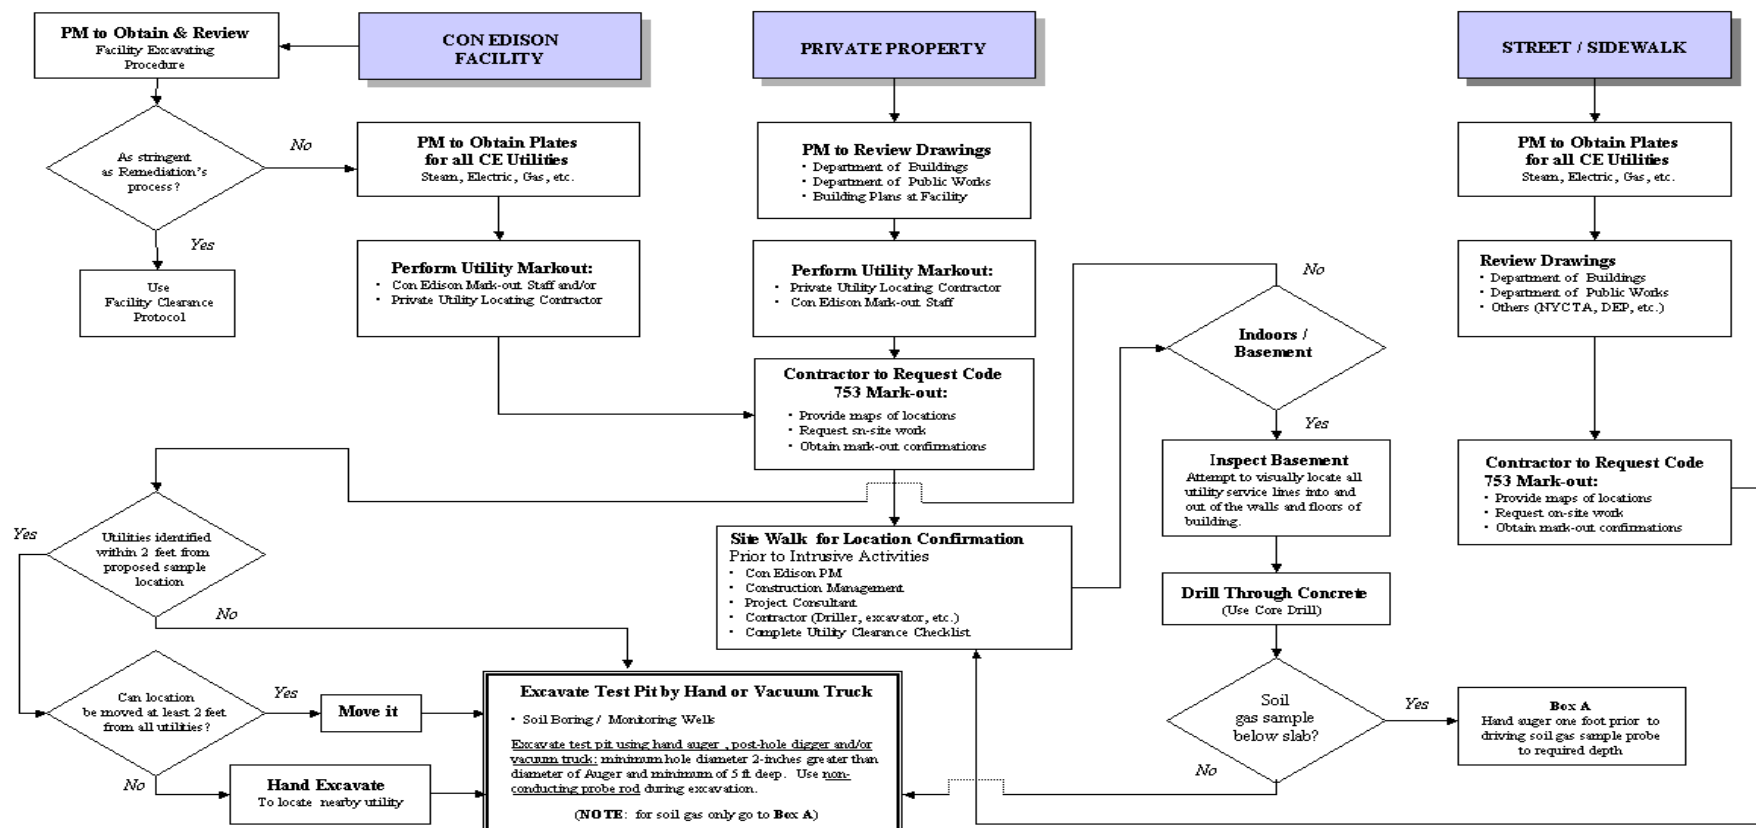 PM to Obtain & Review
Facility Excavating
Procedure
CON EDISON
FACILITY
PRIVATE PROPERTY
STREET / SIDEWALK
As stringent
as Remediation's
process?
No
Yes
Use
Facility Clearance
Protocol
PM to Obtain Plates
for all CE Utilities
Steam, Electric, Gas, etc.
Perform Utility Markout:
• Con Edison Mark-out Staff and/or
• Private Utility Locating Contractor
PM to Review Drawings
• Department of Buildings
• Department of Public Works
• Building Plans at Facility
Perform Utility Markout:
• Private Utility Locating Contractor
• Con Edison Mark-out Staff
Contractor to Request Code
753 Mark-out:
• Provide maps of locations
• Request sn-site work
• Obtain mark-out confirmations
Site Walk for Location Confirmation
Prior to Intrusive Activities
• Con Edison PM
• Construction Management
• Project Consultant
• Contractor (Driller, excavator, etc.)
• Complete Utility Clearance Checklist
No
Indoors /
Basement
Yes
Inspect Basement
Attempt to visually locate all
utility service lines into and
out of the walls and floors of
building.
Drill Through Concrete
(Use Core Drill)
Soil
gas sample
below slab?
Yes
No
Box A
Hand auger one foot prior to
driving soil gas sample probe
to required depth
PM to Obtain Plates
for all CE Utilities
Steam, Electric, Gas, etc.
Review Drawings
• Department of Buildings
• Department of Public Works
• Others (NYCTA, DEP, etc.)
Contractor to Request Code
753 Mark-out:
• Provide maps of locations
• Request on-site work
• Obtain mark-out confirmations
Yes
Utilities identified
within 2 feet from
proposed sample
location
No
Can location
be moved at least 2 feet
from all utilities?
Yes
Move it
No
Hand Excavate
To locate nearby utility
Excavate Test Pit by Hand or Vacuum Truck
• Soil Boring / Monitoring Wells
Excavate test pit using hand auger , post-hole digger and/or
vacuum truck; minimum hole diameter 2-inches greater than
diameter of Auger and minimum of 5 ft deep. Use non-
conducting probe rod during excavation.
(NOTE: for soil gas only go to Box A)